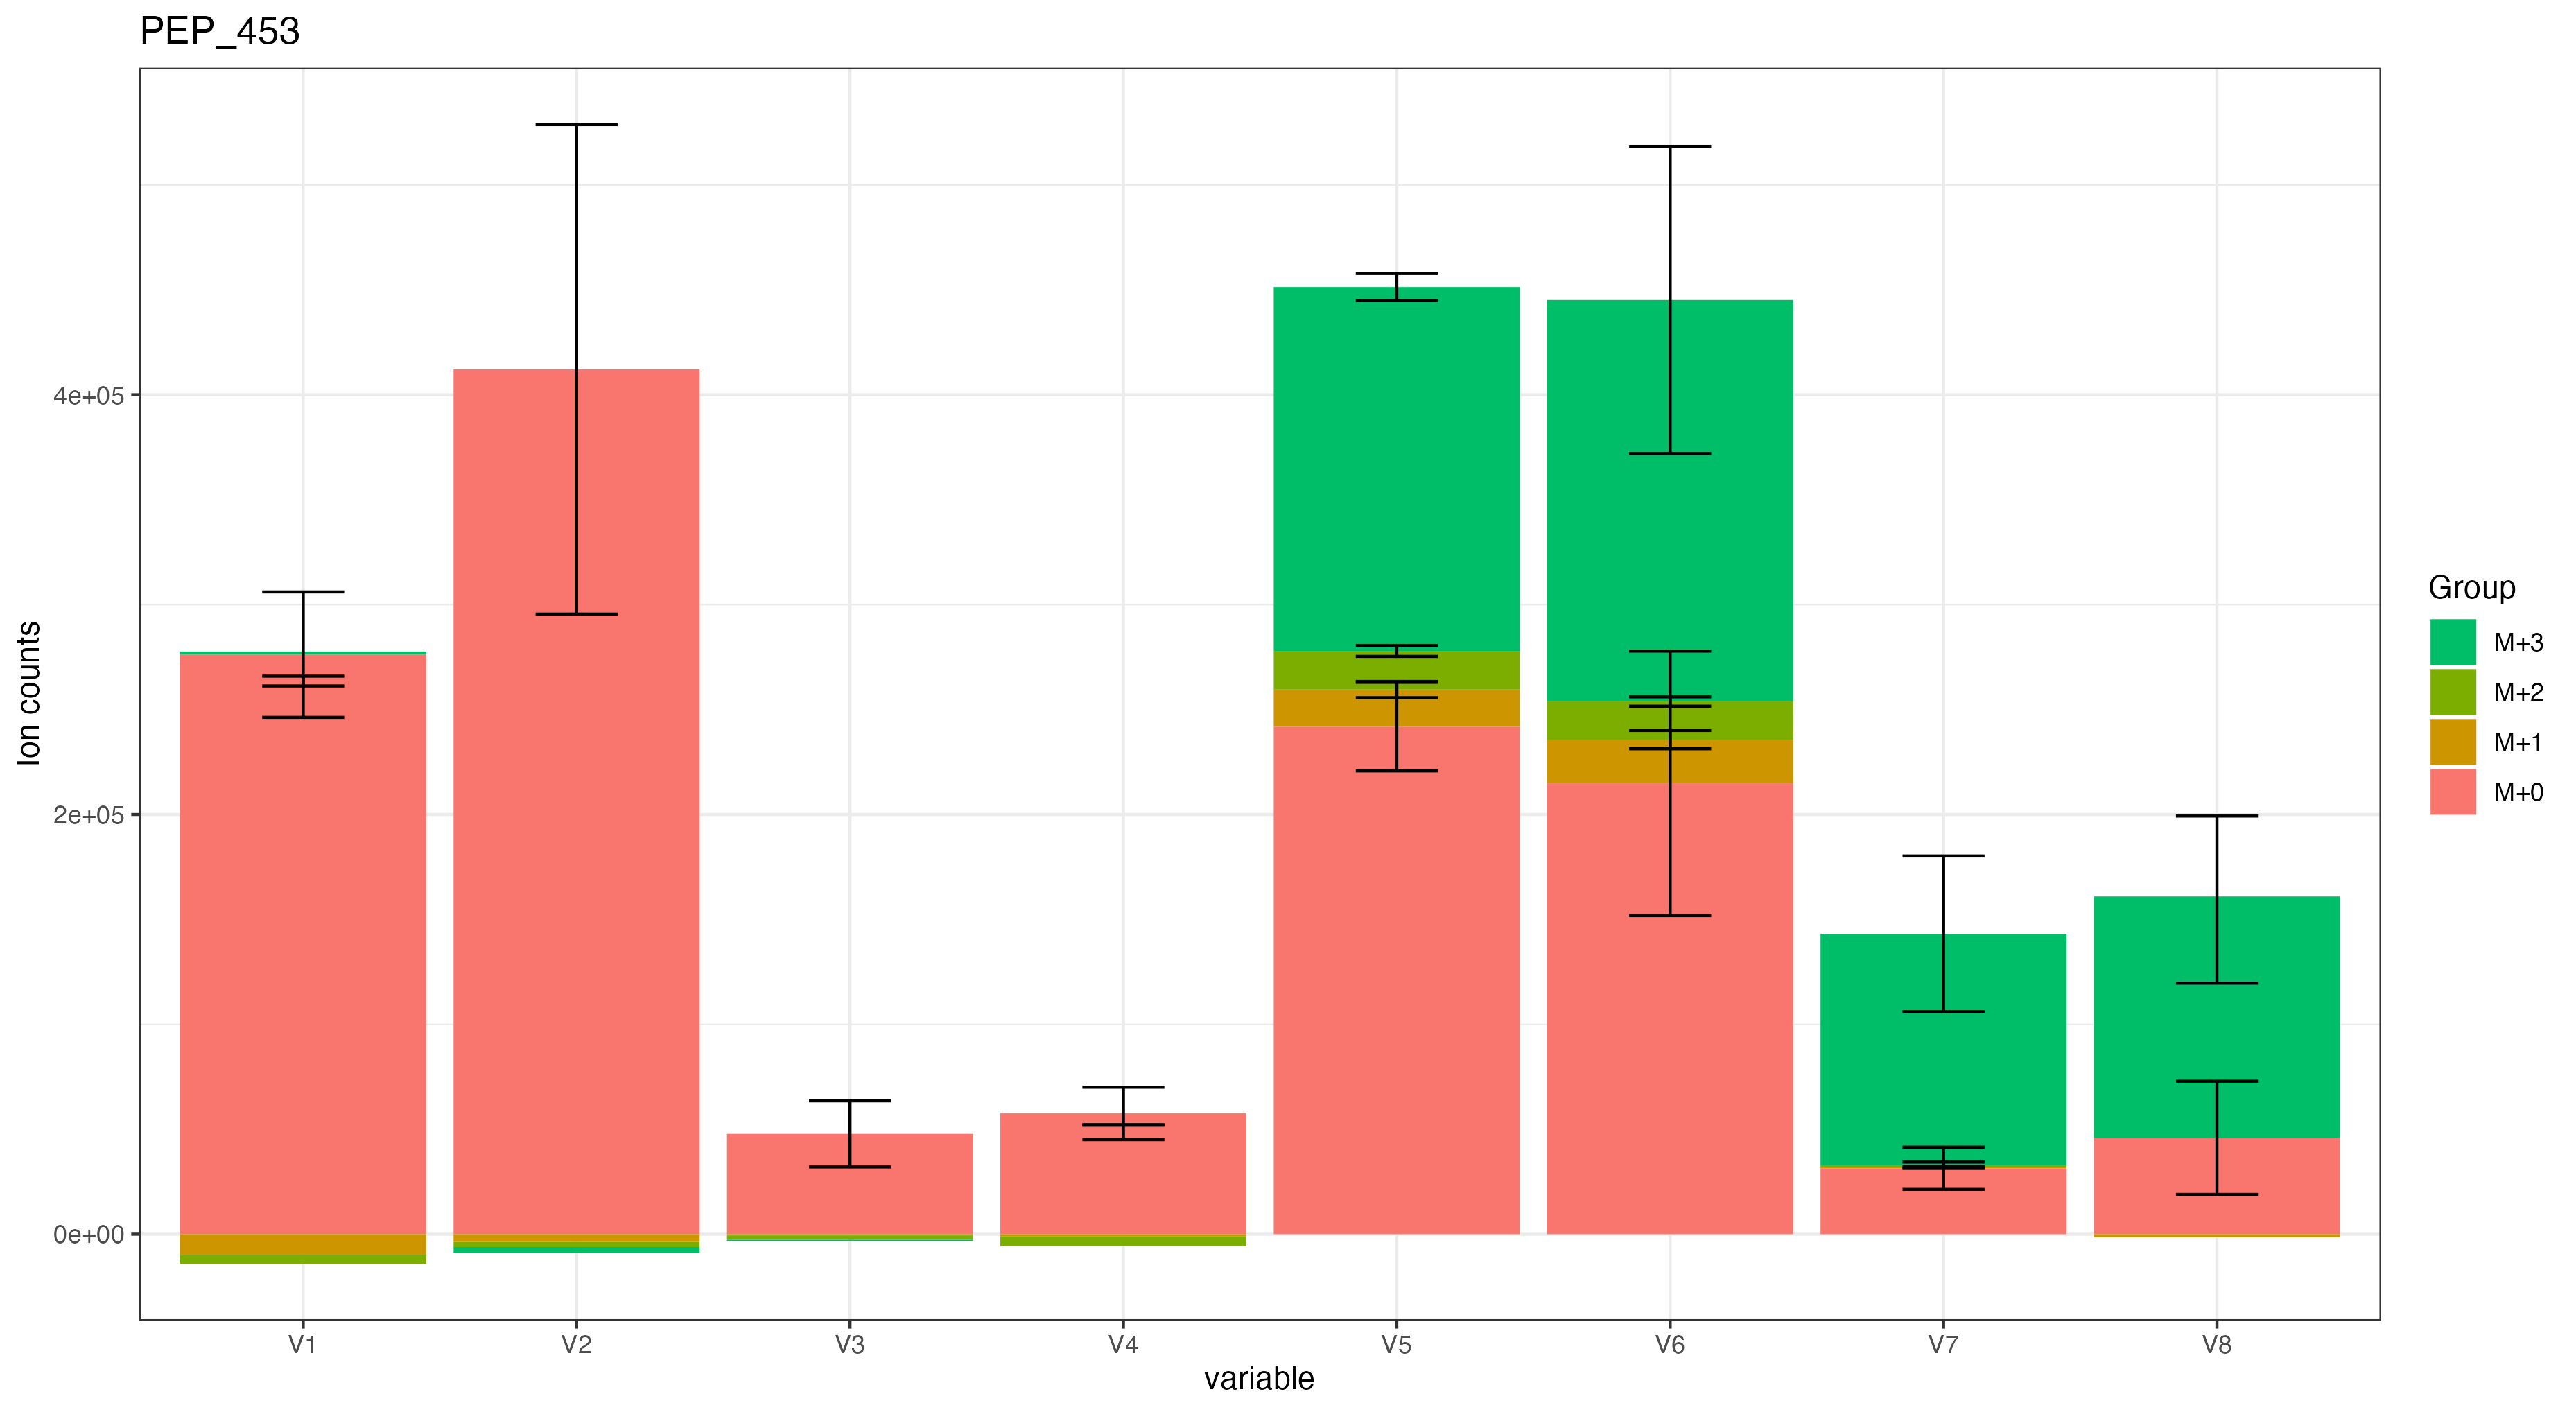 PEP_453
Ion counts
4e+05
2e+05
0e+00
V1 V2 V3 V4 V5 V6 V7 V8
variable
Group
M+3
M+2
M+1
M+0